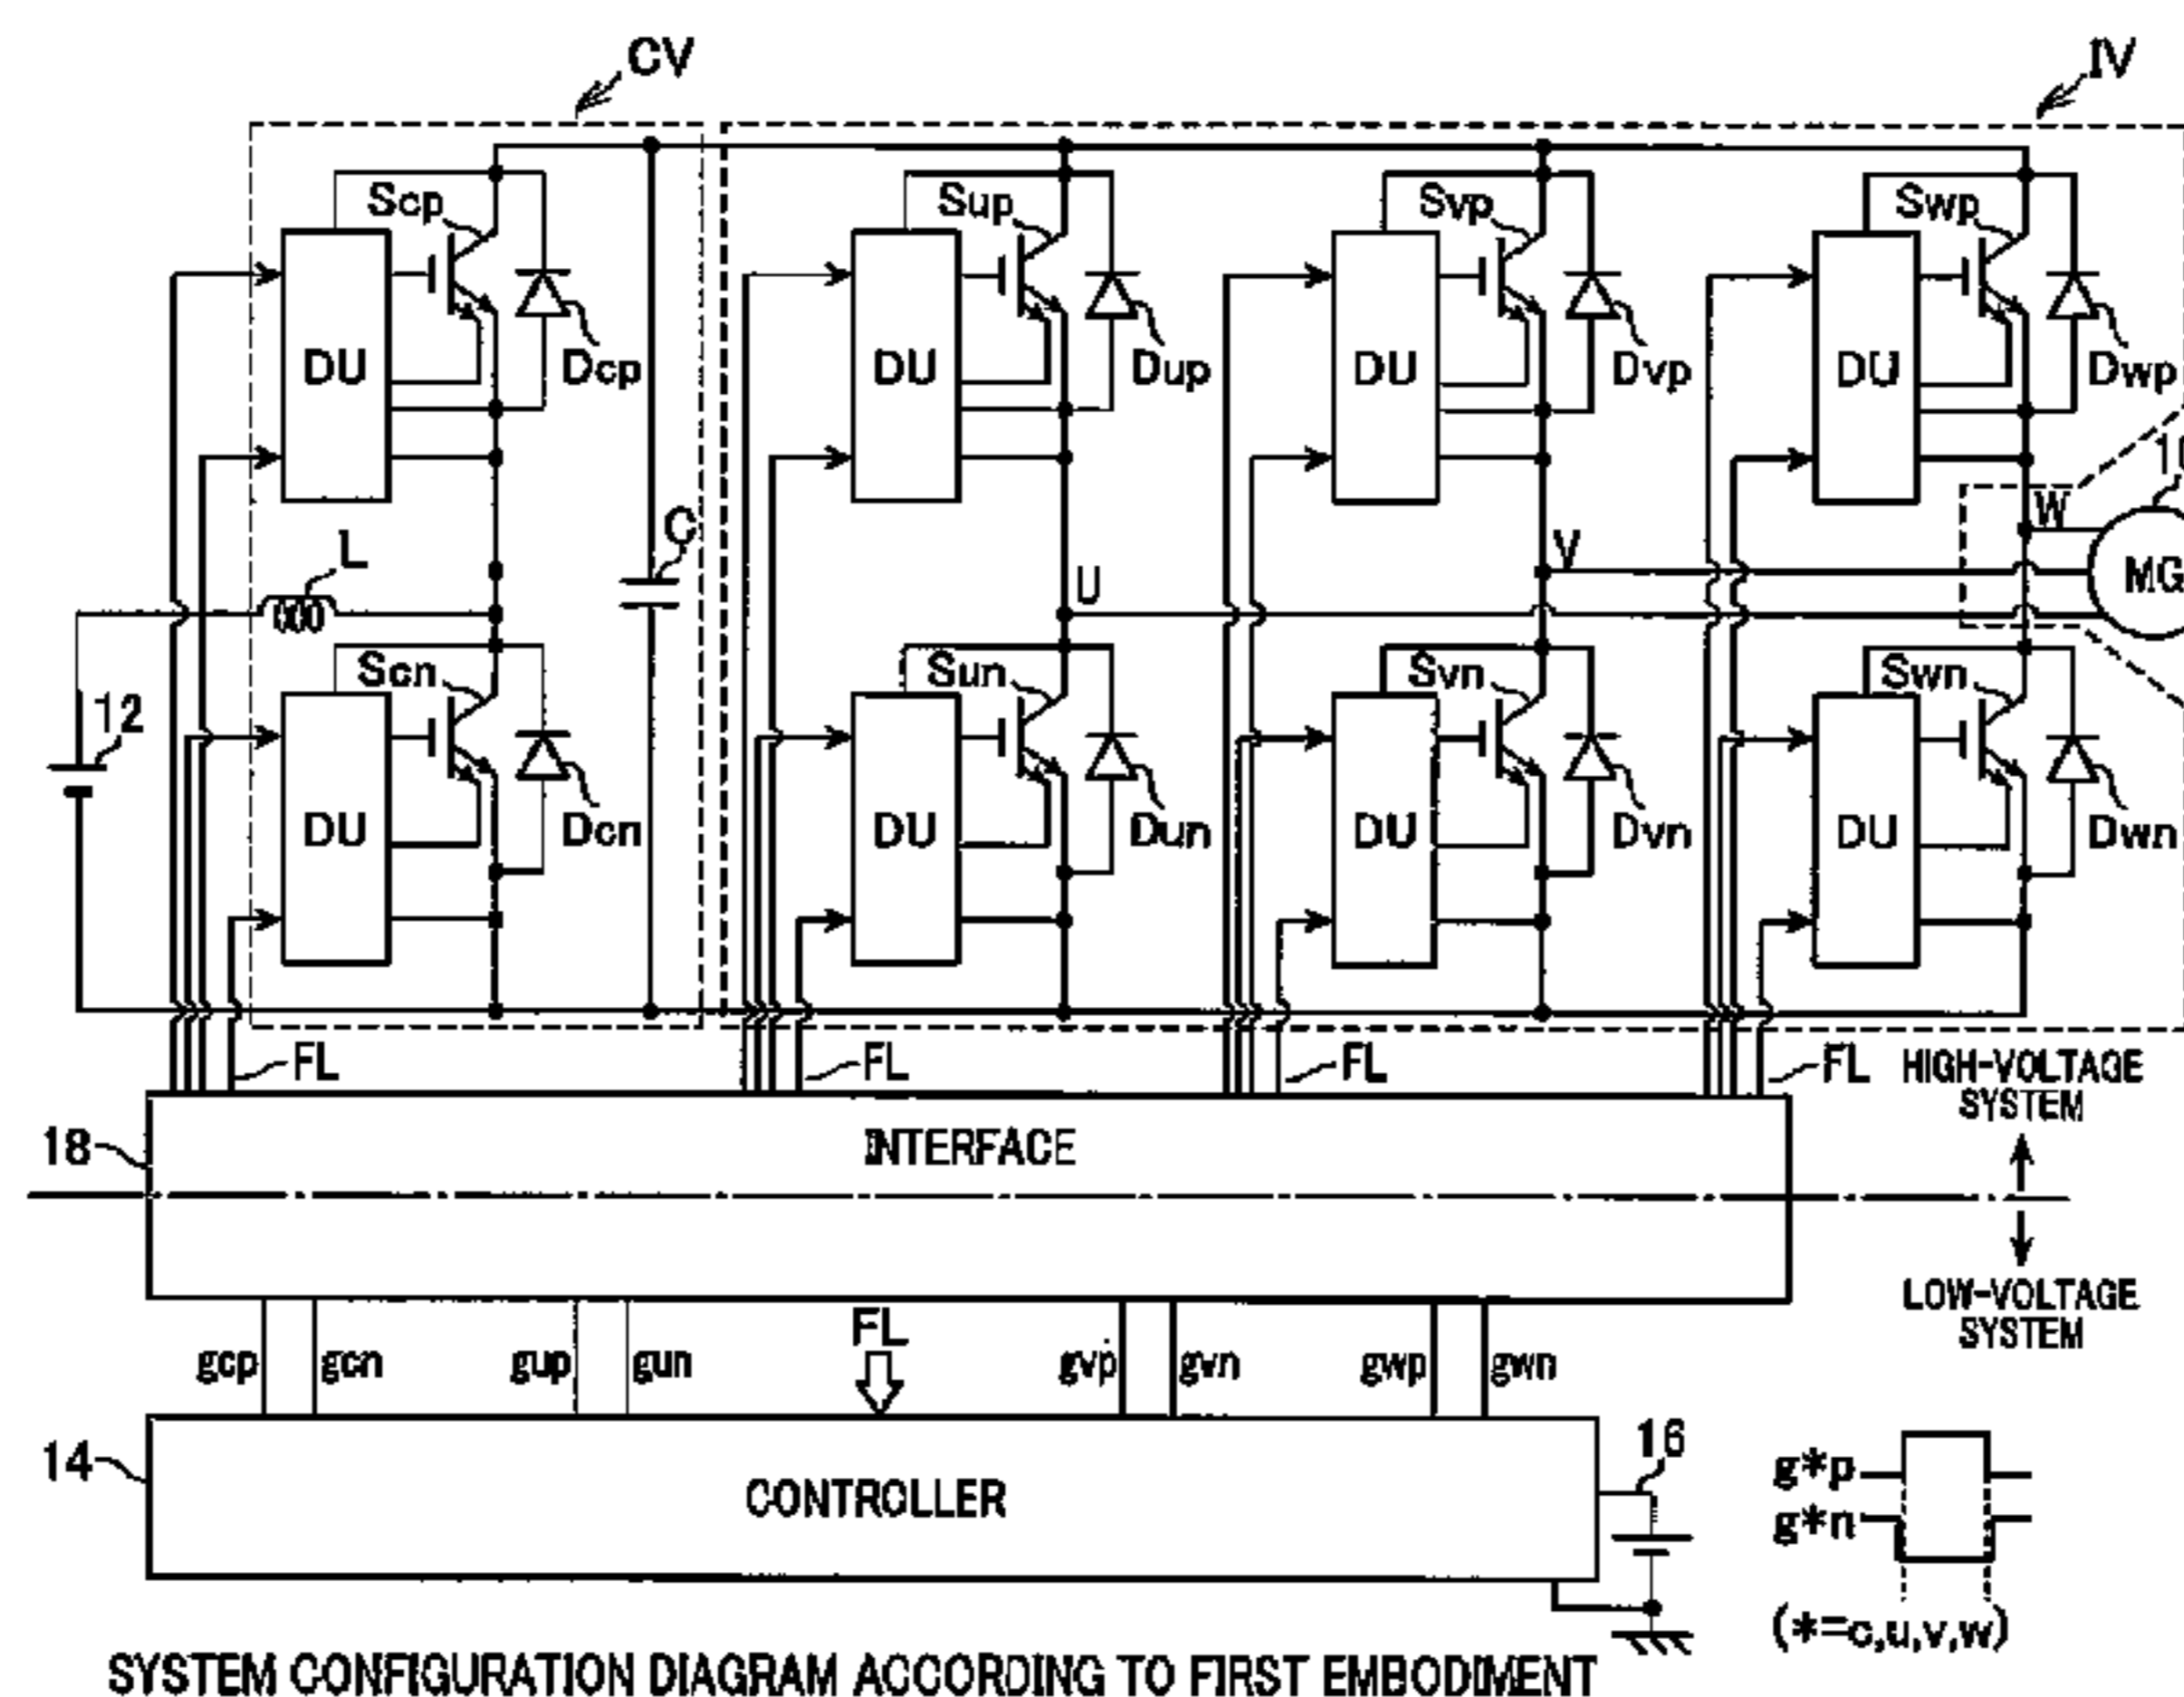 CV
IV
Scp
Sup
Svp
Swp
DU
Dcp
DU
Dup
DU
Dvp
DU
Dwp
L
C
U
V
W
MG
12
Scn
Sun
Svn
Swn
DU
Dcn
DU
Dun
DU
Dvn
DU
Dwn
FL
FL
FL
FL
HIGH-VOLTAGE
SYSTEM
18
INTERFACE
LOW-VOLTAGE
SYSTEM
gcp
gcn
gup
gun
FL
gvp
gvn
gwp
gwn
14
CONTROLLER
16
g*p
g*n
(*=c,u,v,w)
SYSTEM CONFIGURATION DIAGRAM ACCORDING TO FIRST EMBODIMENT